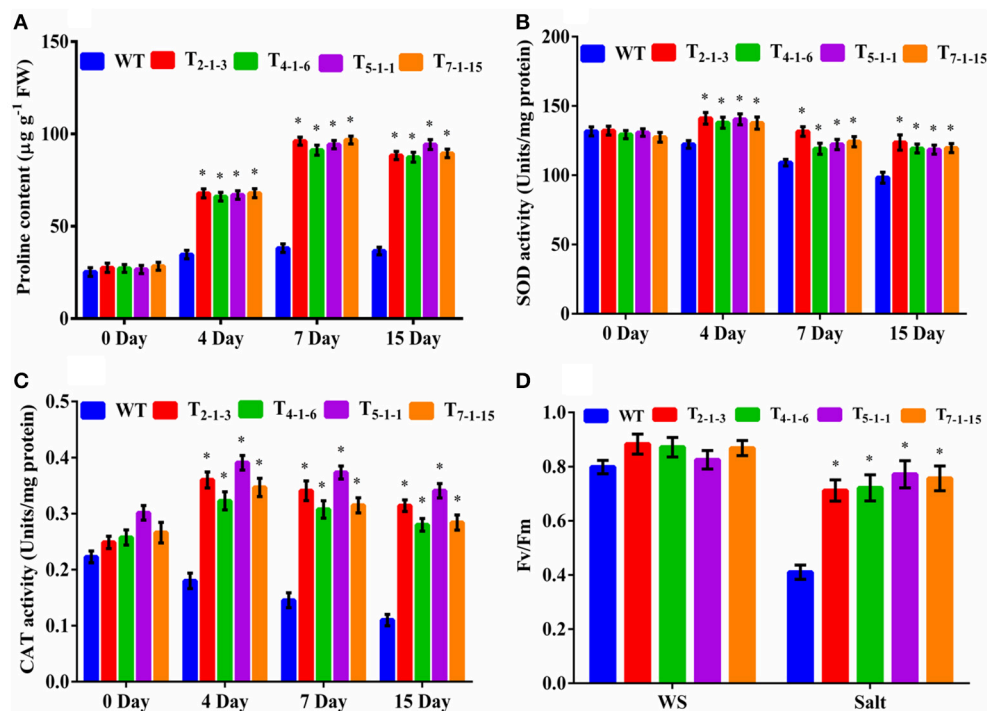 A
Proline content (µg g⁻¹ FW)
150
100
50
0
WT T2-1-3 T4-1-6 T5-1-1 T7-1-15
* * * *
* * * *
* * * *
0 Day 4 Day 7 Day 15 Day
B
SOD activity (Units/mg protein)
200
150
100
50
0
WT T2-1-3 T4-1-6 T5-1-1 T7-1-15
* * * *
* * * *
* * * *
0 Day 4 Day 7 Day 15 Day
C
CAT activity (Units/mg protein)
0.5
0.4
0.3
0.2
0.1
0.0
WT T2-1-3 T4-1-6 T5-1-1 T7-1-15
* * * *
* * * *
* * * *
0 Day 4 Day 7 Day 15 Day
D
Fv/Fm
1.0
0.8
0.6
0.4
0.2
0.0
WT T2-1-3 T4-1-6 T5-1-1 T7-1-15
* * * *
WS Salt